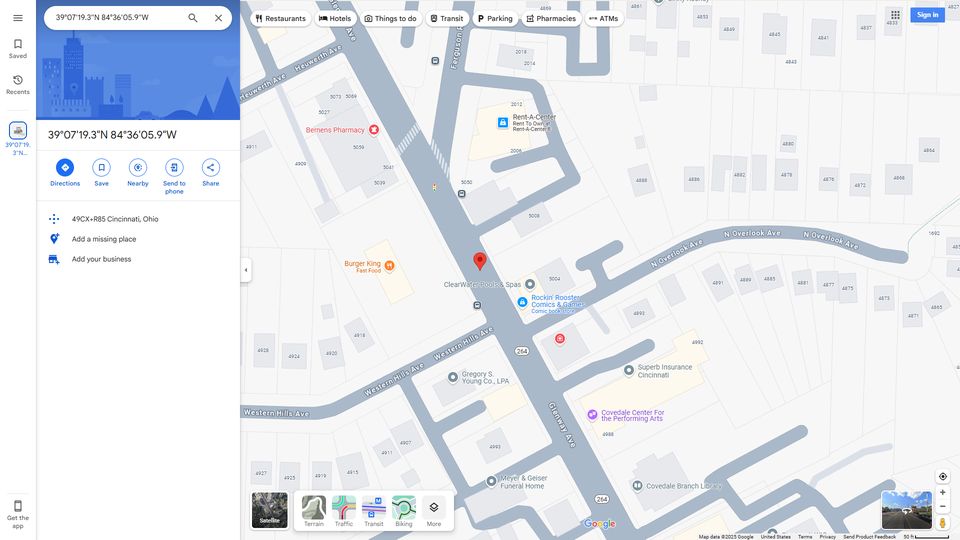 39°07'19.3"N 84°36'05.9"W
Restaurants
Hotels
Things to do
Transit
Parking
Pharmacies
ATMs
Sign in
Saved
Recents
39°07'19.
3"N...
39°07'19.3"N 84°36'05.9"W
Directions
Save
Nearby
Send to
phone
Share
49CX+R85 Cincinnati, Ohio
Add a missing place
Add your business
Get the
app
Heuwerth Ave
Heuwerth Ave
Ferguson
2018
2014
4849
4845
4831
4843
5073
5069
5027
5059
5041
5039
4911
4909
Bernens Pharmacy
2012
Rent-A-Center
Rent To Own at
Rent-A-Center®
2006
5050
5008
4880
4864
4888
4886
4882
4878
4876
4872
4868
1692
N Overlook Ave
N Overlook Ave
N Overlook Ave
Burger King
Fast Food
ClearWater Pools & Spas
5004
Rockin' Rooster
Comics & Games
Comic book store
4893
4891
4885
4881
4889
4887
4875
4873
4871
4865
4992
264
Western Hills Ave
Western Hills Ave
Western Hills Ave
4928
4924
4920
4918
Gregory S.
Young Co., LPA
Superb Insurance
Cincinnati
Covedale Center For
the Performing Arts
4988
Glenway Ave
4907
4993
4927
4925
4919
4915
Meyer & Geiser
Funeral Home
Covedale Branch Library
264
Satellite
Terrain
Traffic
Transit
Biking
More
Google
Map data ©2025 Google
United States
Terms
Privacy
Send Product Feedback
50 ft